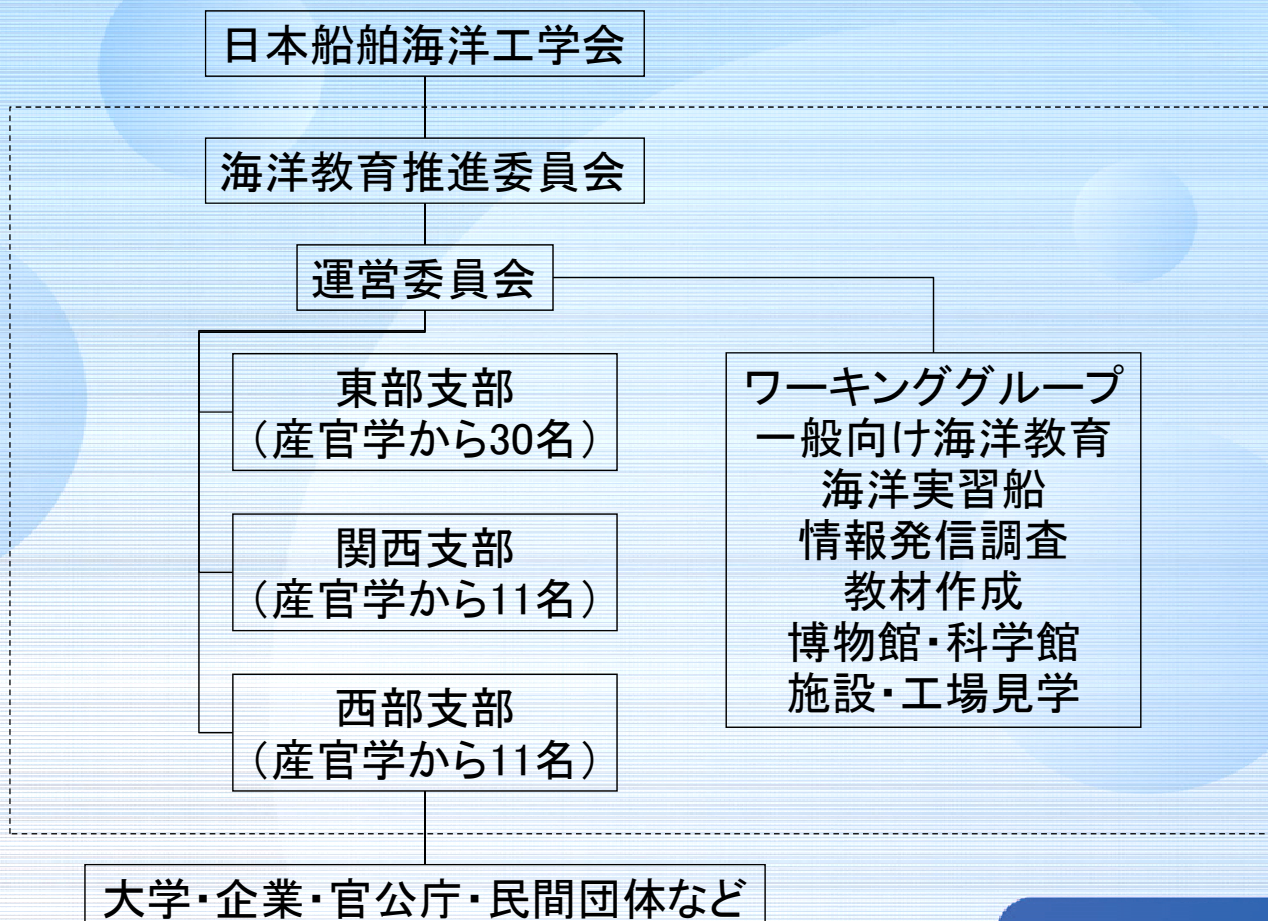 日本船舶海洋工学会
海洋教育推進委員会
運営委員会
東部支部
（産官学から30名）
関西支部
（産官学から11名）
西部支部
（産官学から11名）
ワーキンググループ
一般向け海洋教育
海洋実習船
情報発信調査
教材作成
博物館・科学館
施設・工場見学
大学・企業・官公庁・民間団体など